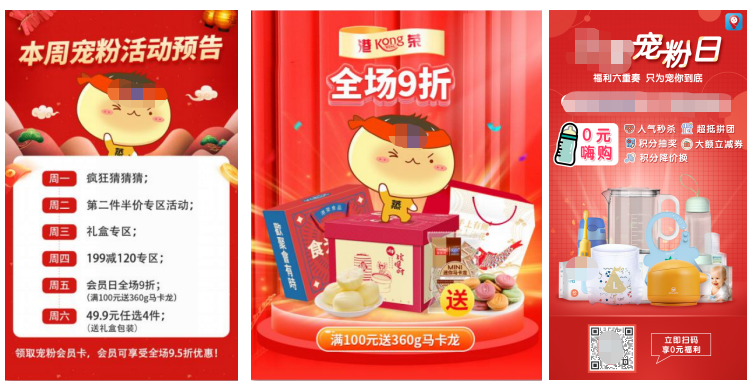 本周宠粉活动预告
蒸
周一 疯狂猜猜猜；
周二 第二件半价专区活动；
周三 礼盒专区；
周四 199减120专区；
周五 会员日全场9折；
（满100元送360g马卡龙）
周六 49.9元任选4件；
（送礼盒包装）
领取宠粉会员卡，会员可享受全场9.5折优惠！
港Kong荣
全场9折
蒸
欢聚食有时
MINI
送
满100元送360g马卡龙
宠粉日
福利六重奏 只为宠你到底
0元
嗨购
人气秒杀 超抵拼团
积分抽奖 大额立减券
积分降价换
立即扫码
享0元福利